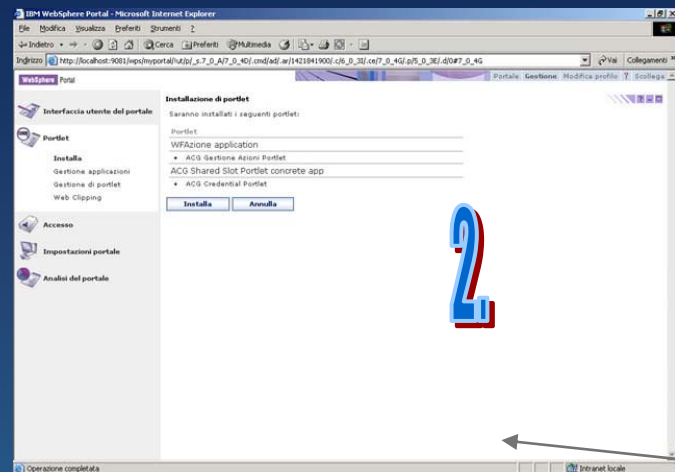 IBM WebSphere Portal - Microsoft Internet Explorer
File Modifica Visualizza Preferiti Strumenti ?
Indietro Cerca Preferiti Multimedia
Indirizzo http://localhost:9081/wps/myportal/!ut/p/_s.7_0_A/7_0_4D/.cmd/ad/.ar/1421841900/.c/6_0_3I/.ce/7_0_4G/.p/5_0_3E/.d/0#7_0_4G Vai Collegamenti »
WebSphere Portal Portale Gestione Modifica profilo ? Scollega
Interfaccia utente del portale
Portlet
Installa
Gestione applicazioni
Gestione di portlet
Web Clipping
Accesso
Impostazioni portale
Analisi del portale
Installazione di portlet
Saranno installati i seguenti portlet:
Portlet
WFAzione application
• ACG Gestione Azioni Portlet
ACG Shared Slot Portlet concrete app
• ACG Credential Portlet
Installa Annulla
2.
Operazione completata Intranet locale